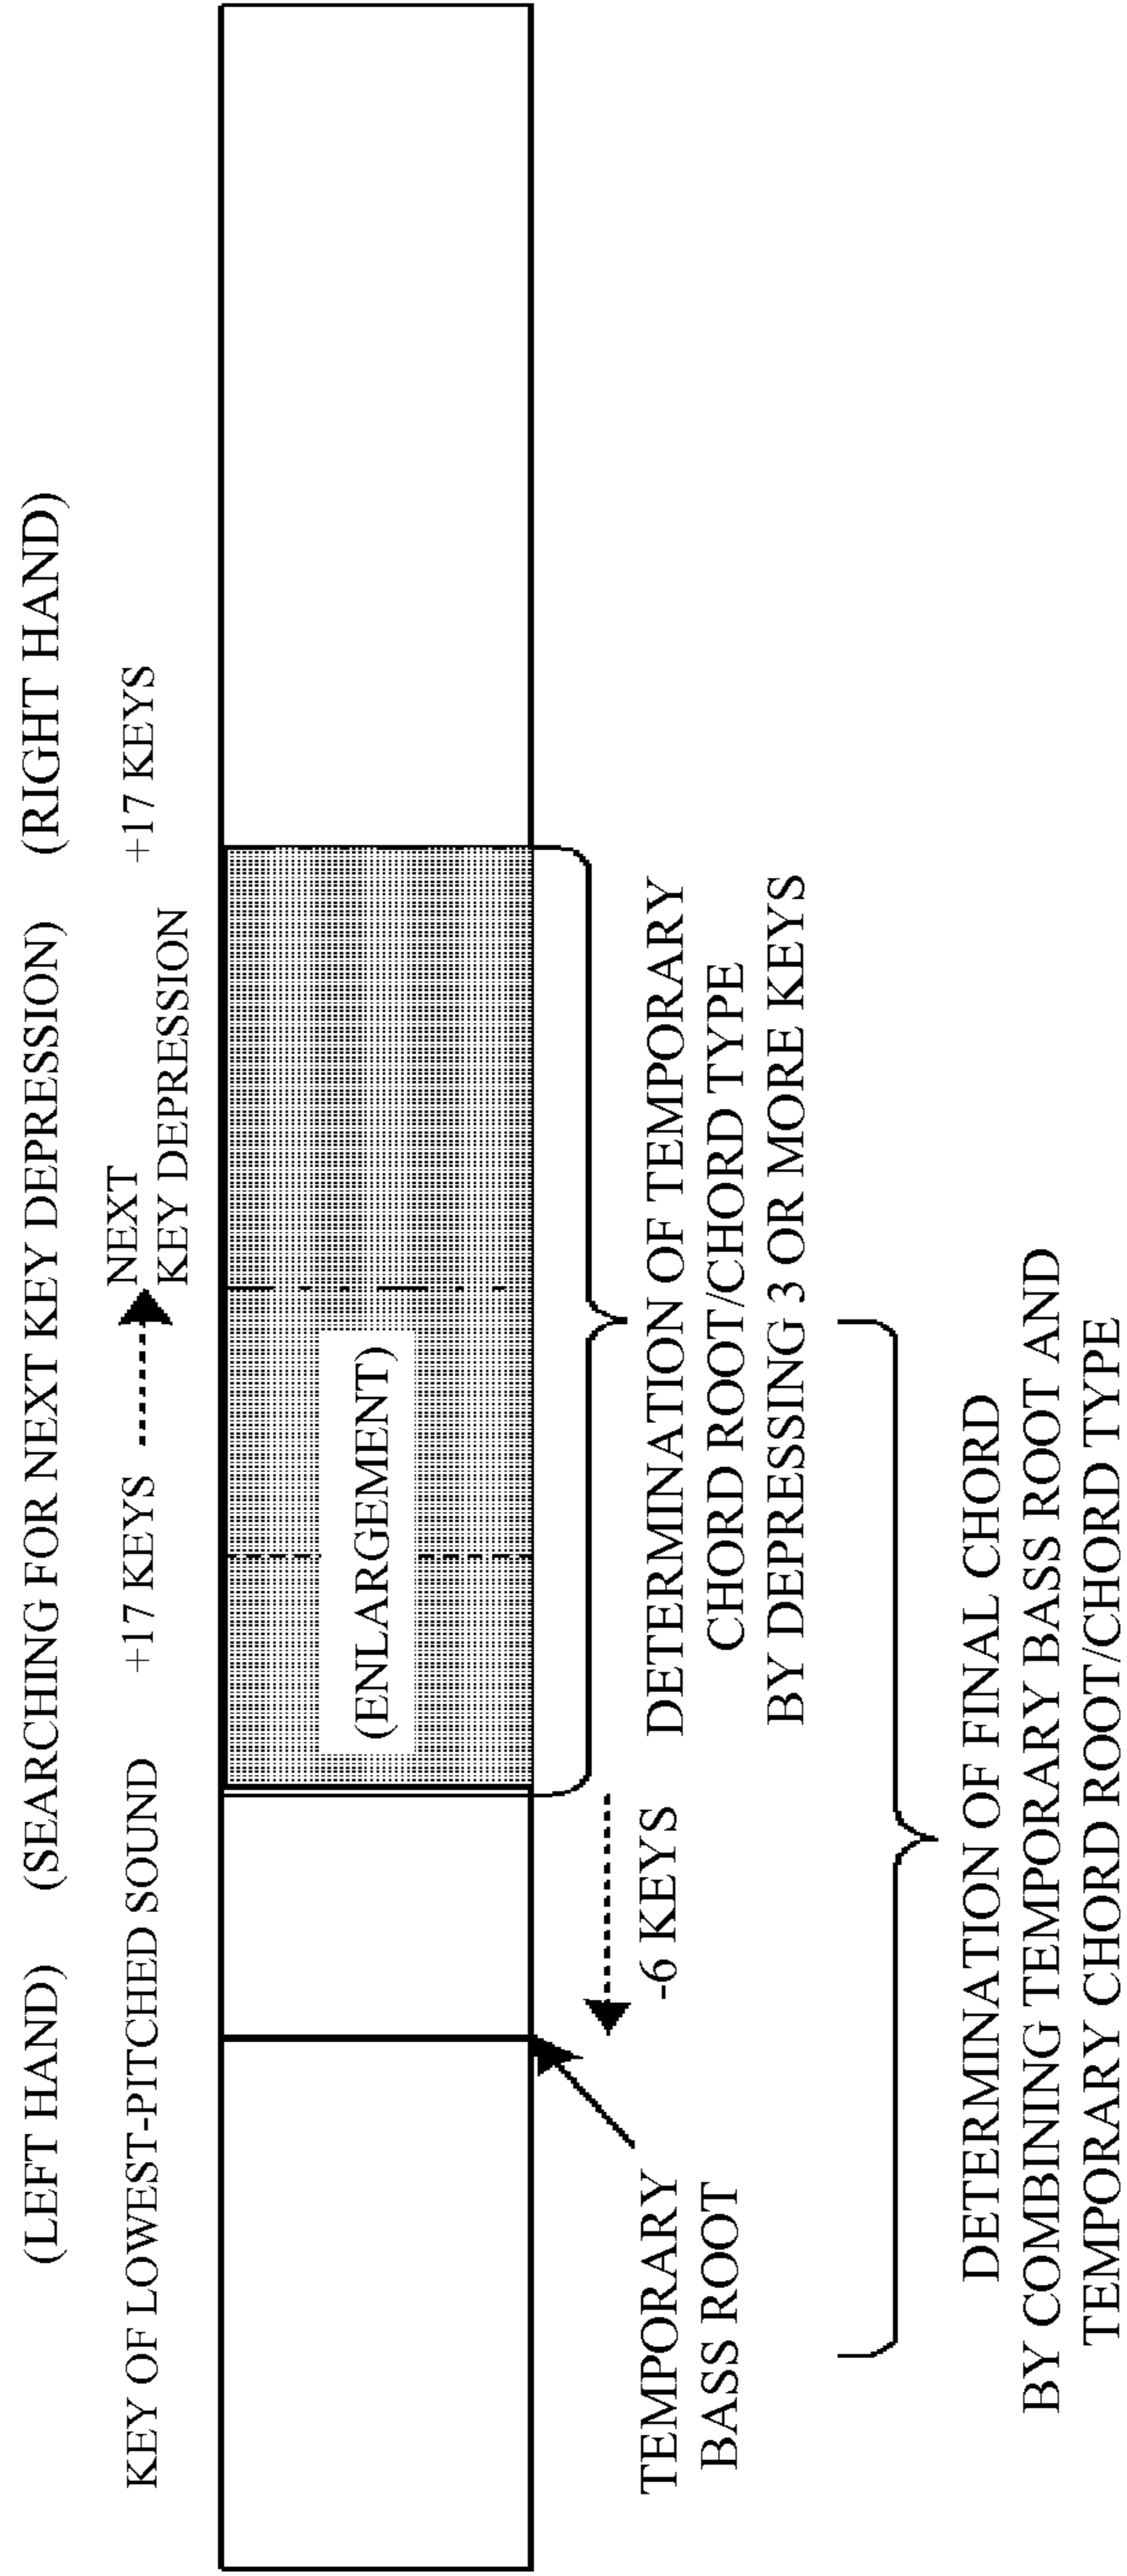 (LEFT HAND) (SEARCHING FOR NEXT KEY DEPRESSION) (RIGHT HAND)
KEY OF LOWEST-PITCHED SOUND +17 KEYS NEXT +17 KEYS
KEY DEPRESSION
(ENLARGEMENT)
-6 KEYS
TEMPORARY
BASS ROOT
DETERMINATION OF TEMPORARY
CHORD ROOT/CHORD TYPE
BY DEPRESSING 3 OR MORE KEYS
DETERMINATION OF FINAL CHORD
BY COMBINING TEMPORARY BASS ROOT AND
TEMPORARY CHORD ROOT/CHORD TYPE